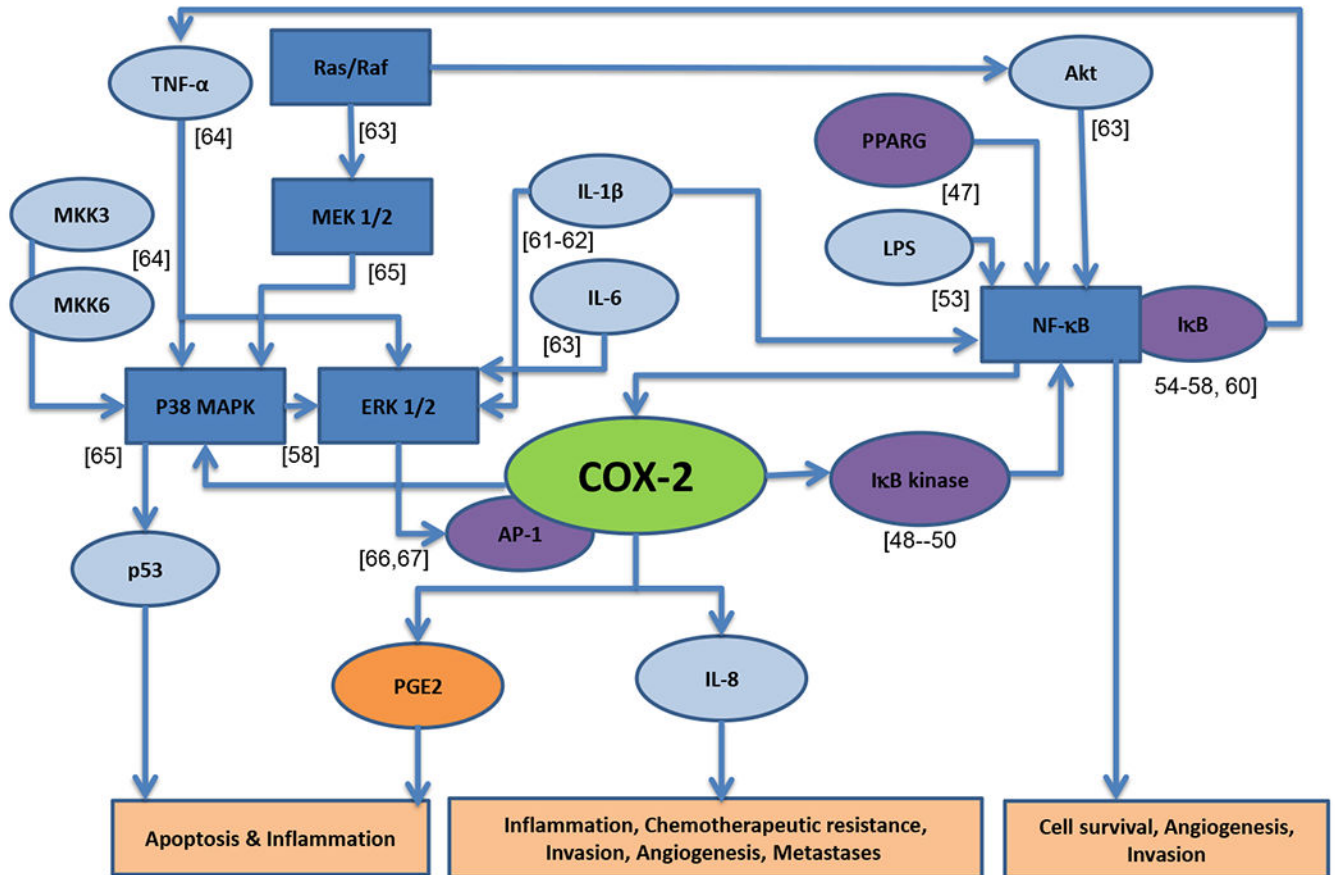 TNF-α
Ras/Raf
Akt
[64]
[63]
[63]
PPARG
[47]
MKK3
MEK 1/2
IL-1β
[64]
[61-62]
[65]
LPS
MKK6
IL-6
[53]
NF-κB
IκB
[63]
54-58, 60]
P38 MAPK
ERK 1/2
[65]
[58]
COX-2
IκB kinase
AP-1
[66,67]
[48--50
p53
PGE2
IL-8
Apoptosis & Inflammation
Inflammation, Chemotherapeutic resistance,
Invasion, Angiogenesis, Metastases
Cell survival, Angiogenesis,
Invasion